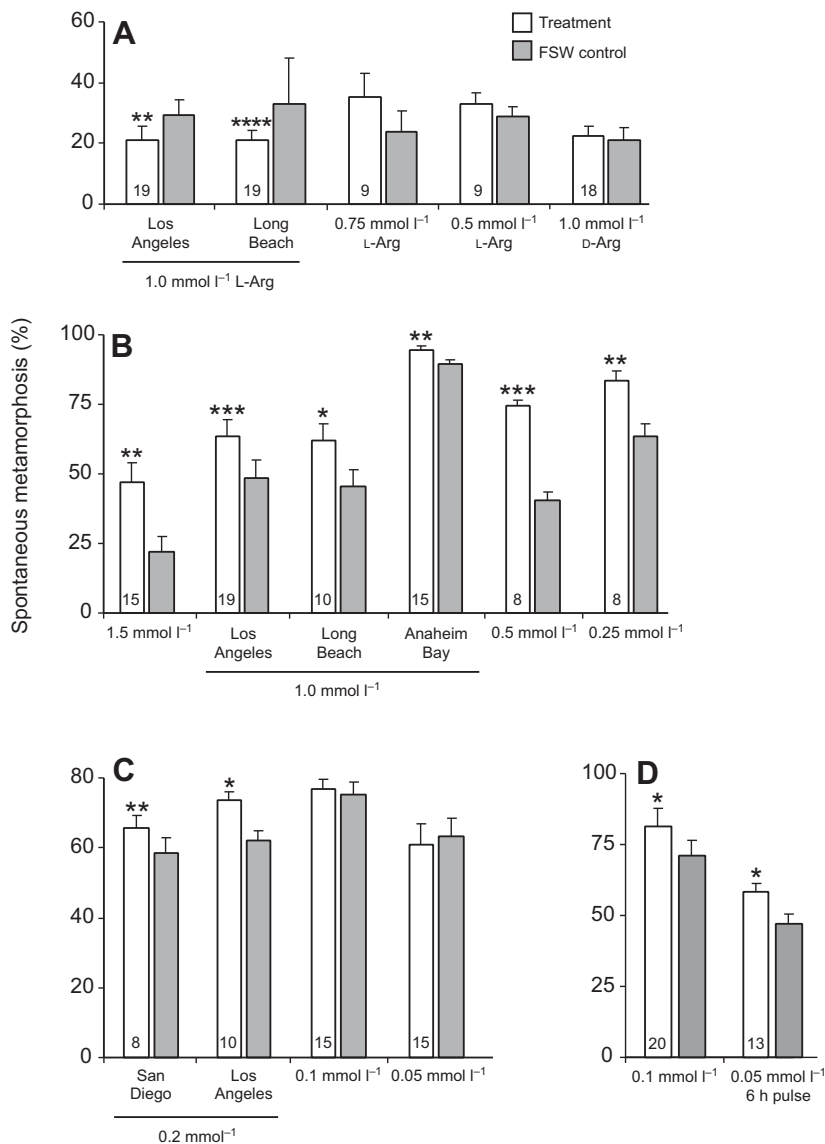 Spontaneous metamorphosis (%)
A
Treatment
FSW control
60
40
20
0
** ****
19 19 9 9 18
Los Angeles
Long Beach
0.75 mmol l–1 L-Arg
0.5 mmol l–1 L-Arg
1.0 mmol l–1 D-Arg
1.0 mmol l–1 L-Arg
B
100
75
50
25
0
** *** * ** *** **
15 19 10 15 8 8
1.5 mmol l–1
Los Angeles
Long Beach
Anaheim Bay
0.5 mmol l–1
0.25 mmol l–1
1.0 mmol l–1
C
80
60
40
20
0
** *
8 10 15 15
San Diego
Los Angeles
0.1 mmol l–1
0.05 mmol l–1
0.2 mmol–1
D
100
75
50
25
0
* *
20 13
0.1 mmol l–1
0.05 mmol l–1
6 h pulse